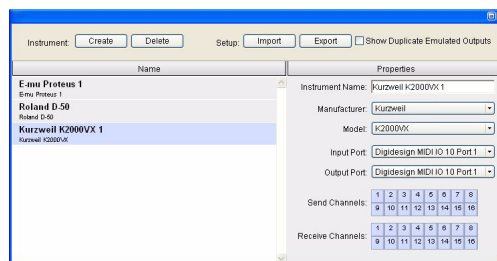 Instrument: Create Delete Setup: Import Export Show Duplicate Emulated Outputs
Name
E-mu Proteus 1
E-mu Proteus 1
Roland D-50
Roland D-50
Kurzweil K2000VX 1
Kurzweil K2000VX
Properties
Instrument Name: Kurzweil K2000VX 1
Manufacturer: Kurzweil
Model: K2000VX
Input Port: Digidesign MIDI IO 10 Port 1
Output Port: Digidesign MIDI IO 10 Port 1
Send Channels:
1 2 3 4 5 6 7 8
9 10 11 12 13 14 15 16
Receive Channels:
1 2 3 4 5 6 7 8
9 10 11 12 13 14 15 16